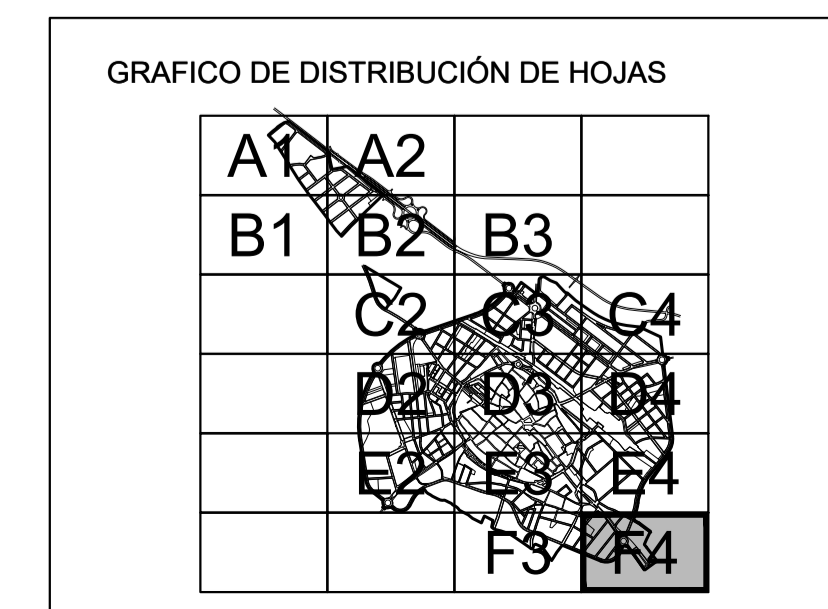 GRAFICO DE DISTRIBUCIÓN DE HOJAS
A1 A2
B1 B2 B3
C2 C3 C4
D2 D3 D4
E2 E3 E4
F3 F4